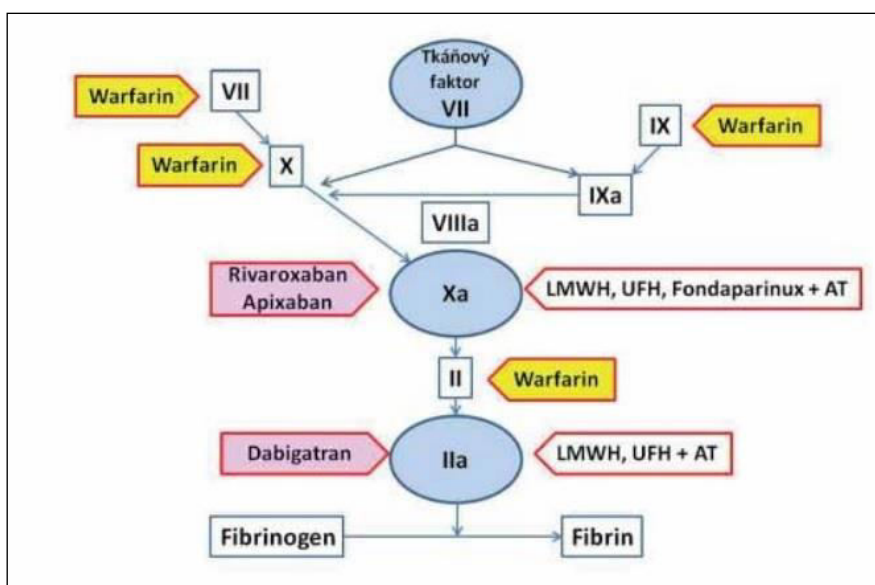 Tkáňový
faktor
VII
Warfarin
VII
IX
Warfarin
Warfarin
X
IXa
VIIIa
Rivaroxaban
Apixaban
Xa
LMWH, UFH, Fondaparinux + AT
II
Warfarin
Dabigatran
IIa
LMWH, UFH + AT
Fibrinogen
Fibrin